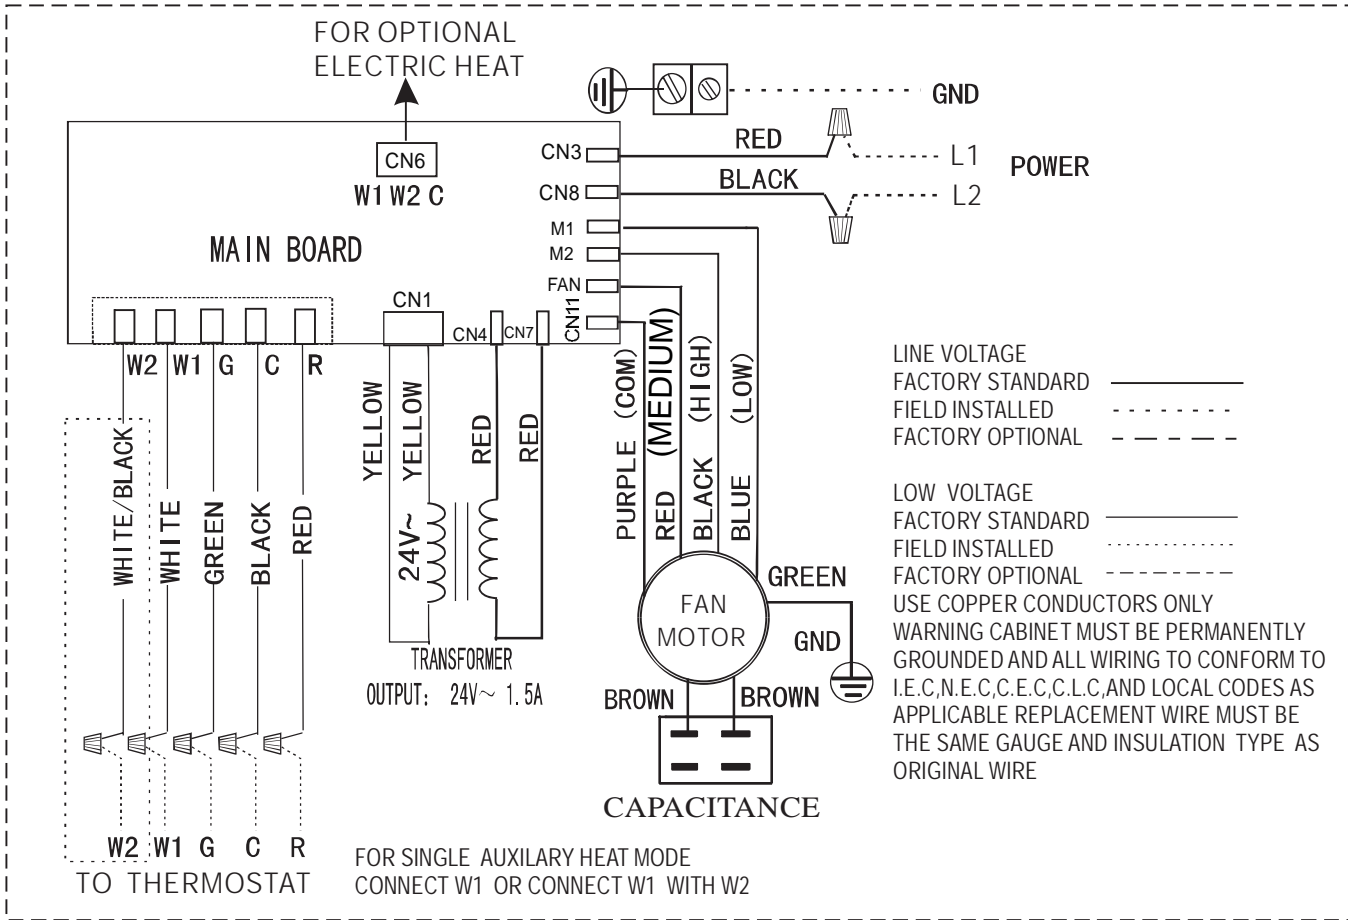 FOR OPTIONAL
ELECTRIC HEAT
GND
RED
L1
POWER
BLACK
L2
CN6
W1 W2 C
CN3
CN8
M1
M2
FAN
CN11
MAIN BOARD
CN1
CN4
CN7
W2
W1
G
C
R
WHITE/BLACK
WHITE
GREEN
BLACK
RED
YELLOW
YELLOW
RED
RED
24V~
TRANSFORMER
OUTPUT: 24V~ 1.5A
PURPLE (COM)
RED (MEDIUM)
BLACK (HIGH)
BLUE (LOW)
FAN
MOTOR
GREEN
GND
BROWN
BROWN
CAPACITANCE
W2 W1 G C R
TO THERMOSTAT
FOR SINGLE AUXILARY HEAT MODE
CONNECT W1 OR CONNECT W1 WITH W2
LINE VOLTAGE
FACTORY STANDARD
FIELD INSTALLED
FACTORY OPTIONAL
LOW VOLTAGE
FACTORY STANDARD
FIELD INSTALLED
FACTORY OPTIONAL
USE COPPER CONDUCTORS ONLY
WARNING CABINET MUST BE PERMANENTLY
GROUNDED AND ALL WIRING TO CONFORM TO
I.E.C,N.E.C,C.E.C,C.L.C,AND LOCAL CODES AS
APPLICABLE REPLACEMENT WIRE MUST BE
THE SAME GAUGE AND INSULATION TYPE AS
ORIGINAL WIRE